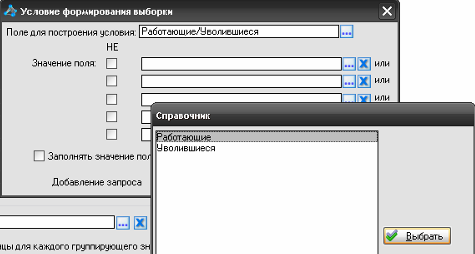 Условие формирования выборки
Поле для построения условия: Работающие/Уволившиеся ...
НЕ
Значение поля: ... или
... или
... или
Справочник
Работающие
Уволившиеся
Выбрать
Заполнять значение пол
Добавление запроса
...
цы для каждого группирующего зн